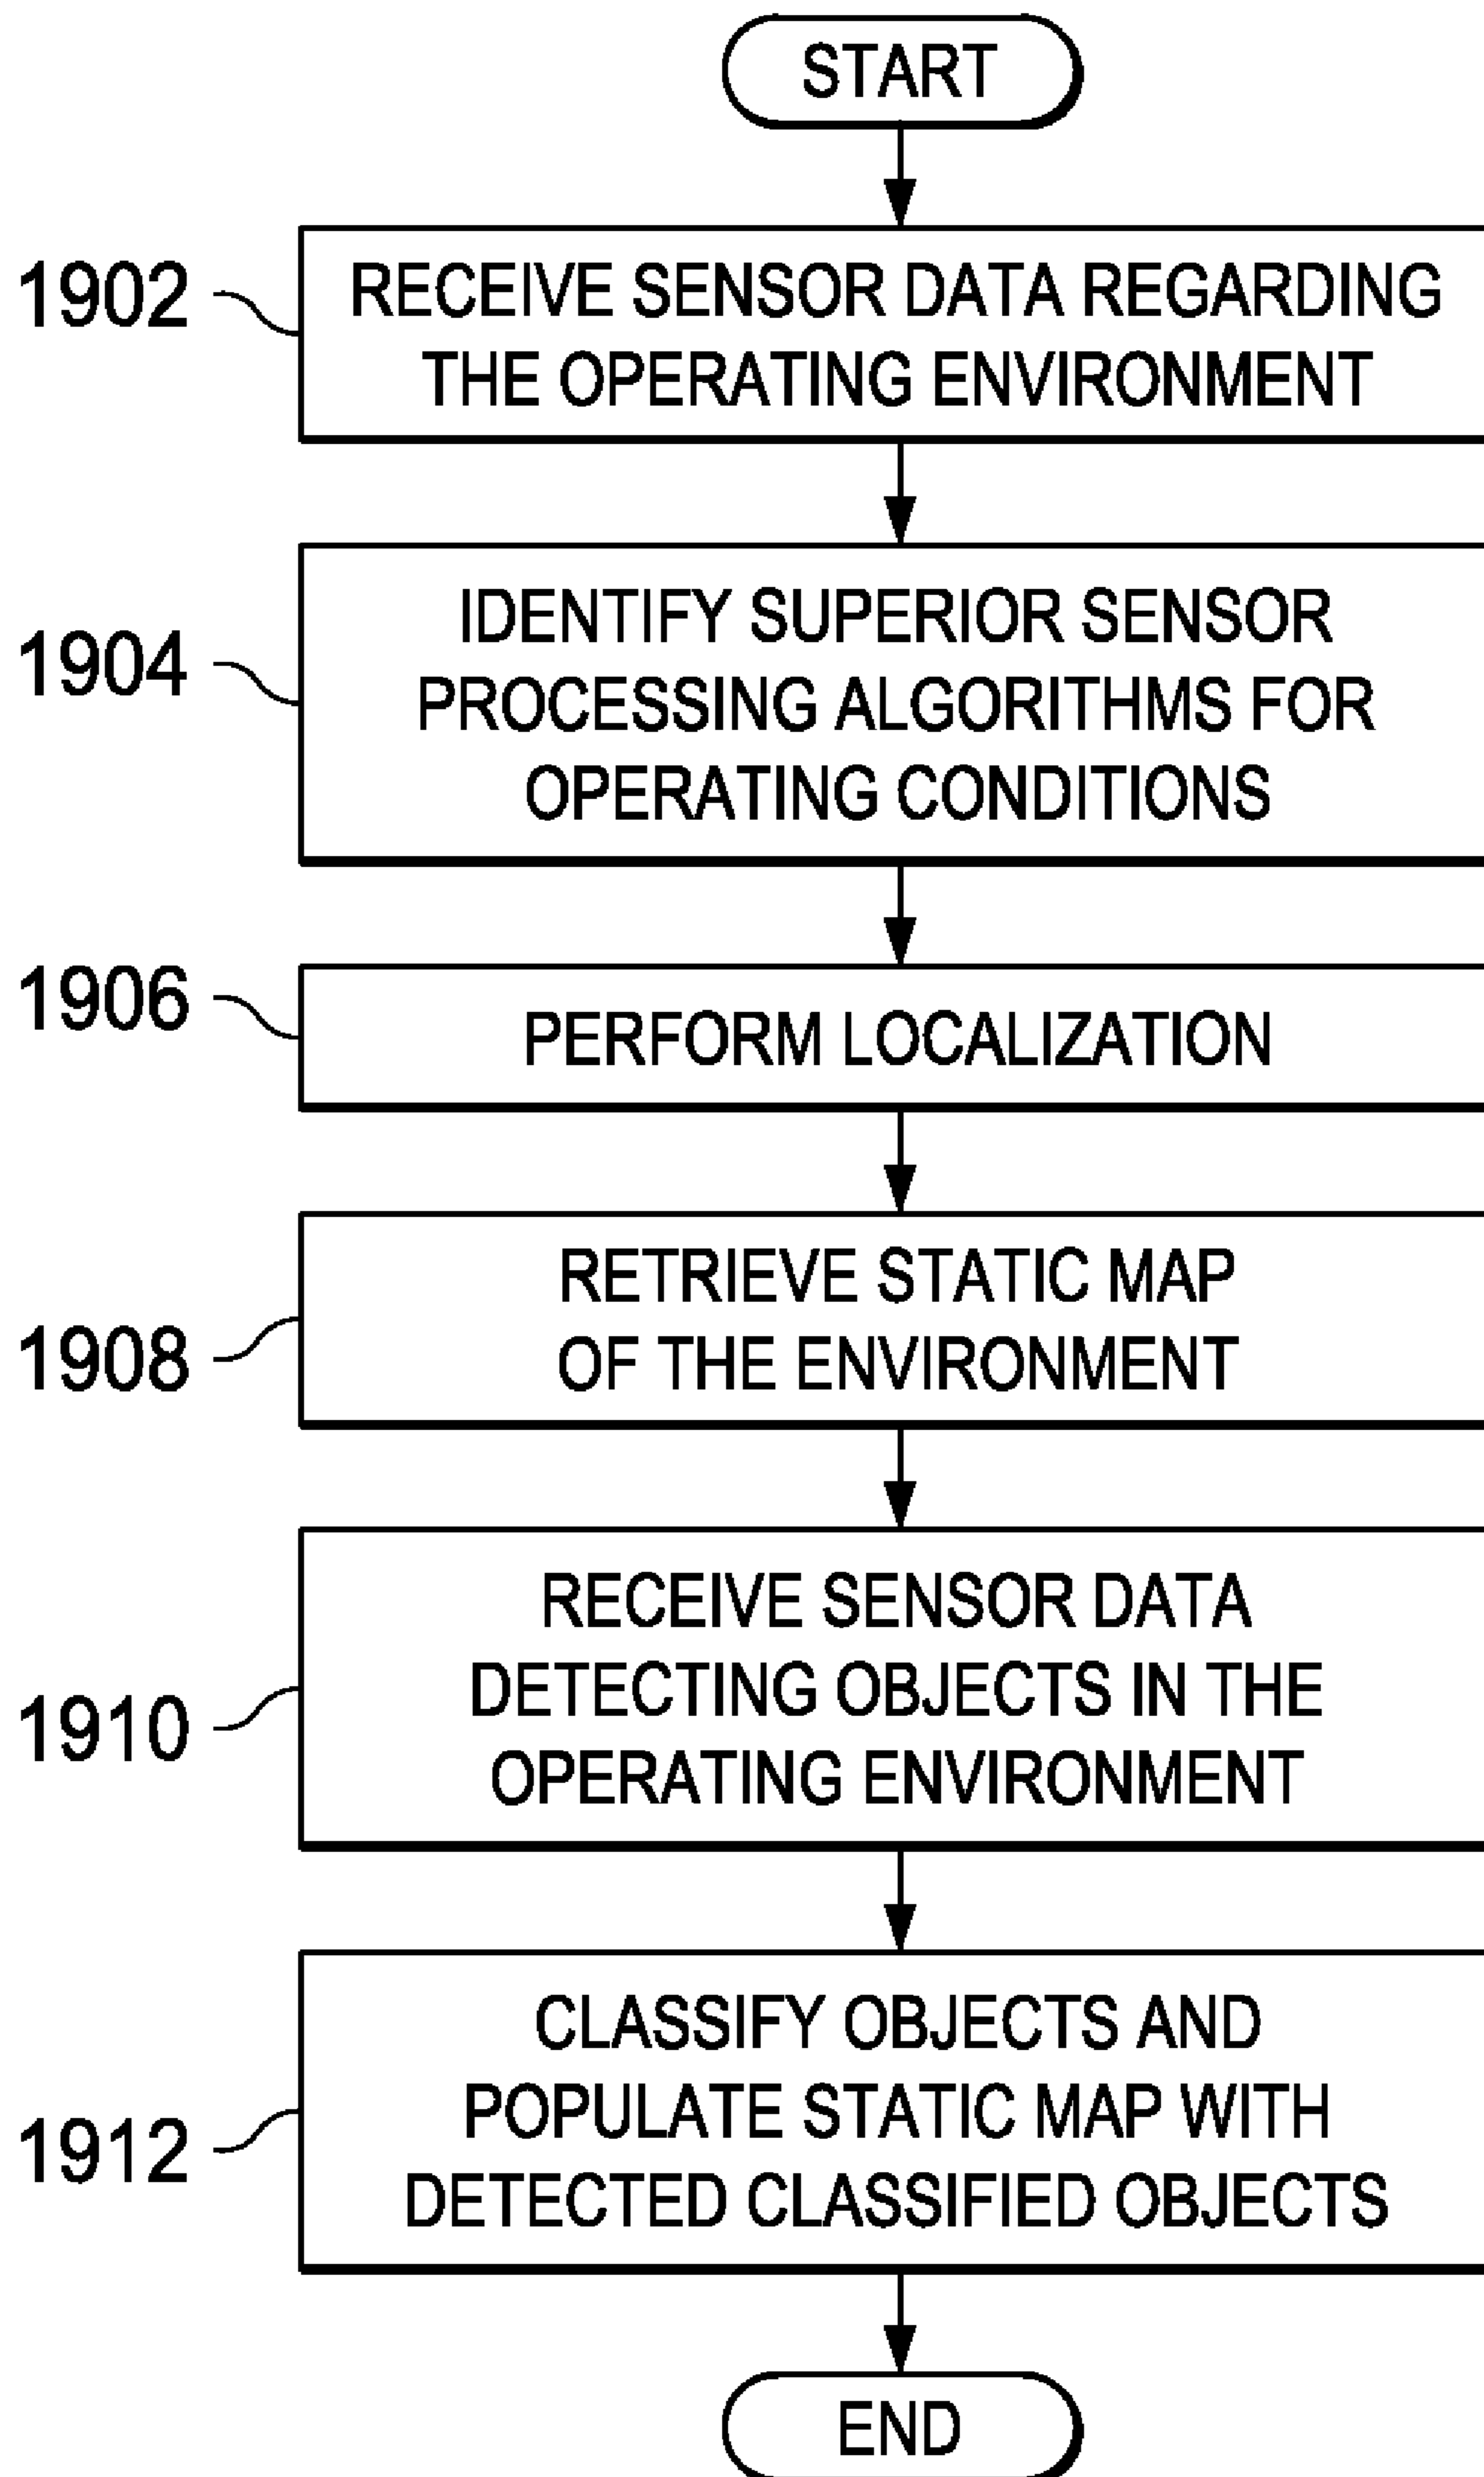 START
1902
RECEIVE SENSOR DATA REGARDING
THE OPERATING ENVIRONMENT
1904
IDENTIFY SUPERIOR SENSOR
PROCESSING ALGORITHMS FOR
OPERATING CONDITIONS
1906
PERFORM LOCALIZATION
1908
RETRIEVE STATIC MAP
OF THE ENVIRONMENT
1910
RECEIVE SENSOR DATA
DETECTING OBJECTS IN THE
OPERATING ENVIRONMENT
1912
CLASSIFY OBJECTS AND
POPULATE STATIC MAP WITH
DETECTED CLASSIFIED OBJECTS
END